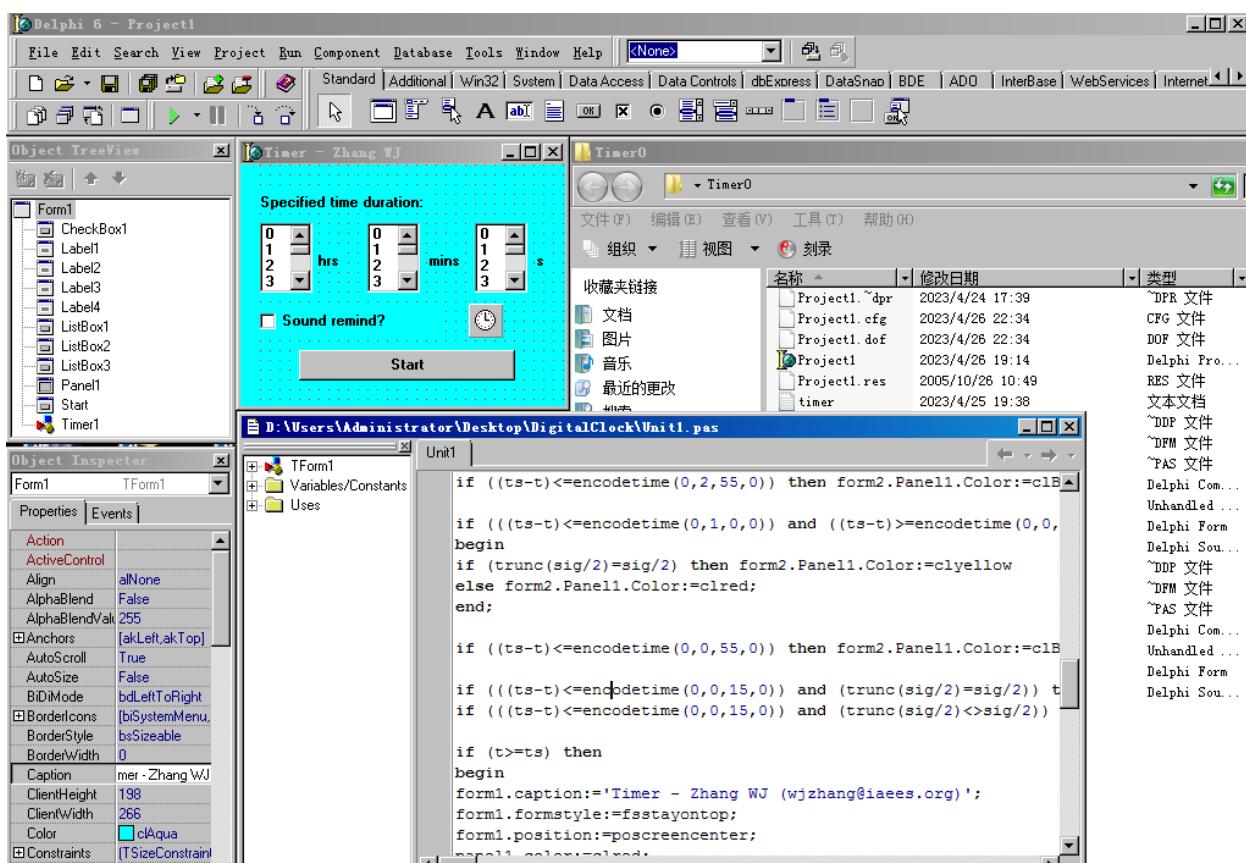 Delphi 6 - Project1
File Edit Search View Project Run Component Database Tools Window Help <None>
Standard Additional Win32 System Data Access Data Controls dbExpress DataSnap BDE ADO InterBase WebServices Internet
Object TreeView
Form1
CheckBox1
Label1
Label2
Label3
Label4
ListBox1
ListBox2
ListBox3
Panel1
Start
Timer1
Timer - Zhang WJ
Specified time duration:
0 0 0
1 1 1
2 hrs 2 mins 2 s
3 3 3
Sound remind?
Start
Timer0
Timer0
文件(F) 编辑(E) 查看(V) 工具(T) 帮助(H)
组织 视图 刻录
收藏夹链接
文档
图片
音乐
最近的更改
名称 修改日期 类型
Project1.~dpr 2023/4/24 17:39 ~DPR 文件
Project1.cfg 2023/4/26 22:34 CFG 文件
Project1.dof 2023/4/26 22:34 DOF 文件
Project1 2023/4/26 19:14 Delphi Pro...
Project1.res 2005/10/26 10:49 RES 文件
timer 2023/4/25 19:38 文本文档
~DDP 文件
~DFM 文件
~PAS 文件
Delphi Com...
Unhandled ...
Delphi Form
Delphi Sou...
~DDP 文件
~DFM 文件
~PAS 文件
Delphi Com...
Unhandled ...
Delphi Form
Delphi Sou...
Object Inspector
Form1 TForm1
Properties Events
Action
ActiveControl
Align alNone
AlphaBlend False
AlphaBlendValu 255
Anchors [akLeft,akTop]
AutoScroll True
AutoSize False
BiDiMode bdLeftToRight
BorderIcons [biSystemMenu,
BorderStyle bsSizeable
BorderWidth 0
Caption mer - Zhang WJ
ClientHeight 198
ClientWidth 266
Color clAqua
Constraints (TSizeConstraint
D:\Users\Administrator\Desktop\DigitalClock\Unit1.pas
TForm1
Variables/Constants
Uses
Unit1
if ((ts-t)<=encodetime(0,2,55,0)) then form2.Panel1.Color:=clB
if (((ts-t)<=encodetime(0,1,0,0)) and ((ts-t)>=encodetime(0,0,
begin
if (trunc(sig/2)=sig/2) then form2.Panel1.Color:=clyellow
else form2.Panel1.Color:=clred;
end;
if ((ts-t)<=encodetime(0,0,55,0)) then form2.Panel1.Color:=clB
if (((ts-t)<=encodetime(0,0,15,0)) and (trunc(sig/2)=sig/2)) t
if (((ts-t)<=encodetime(0,0,15,0)) and (trunc(sig/2)<>sig/2))
if (t>=ts) then
begin
form1.caption:='Timer - Zhang WJ (wjzhang@iaees.org)';
form1.formstyle:=fsstayontop;
form1.position:=poscreencenter;
panel1.color:=clred;